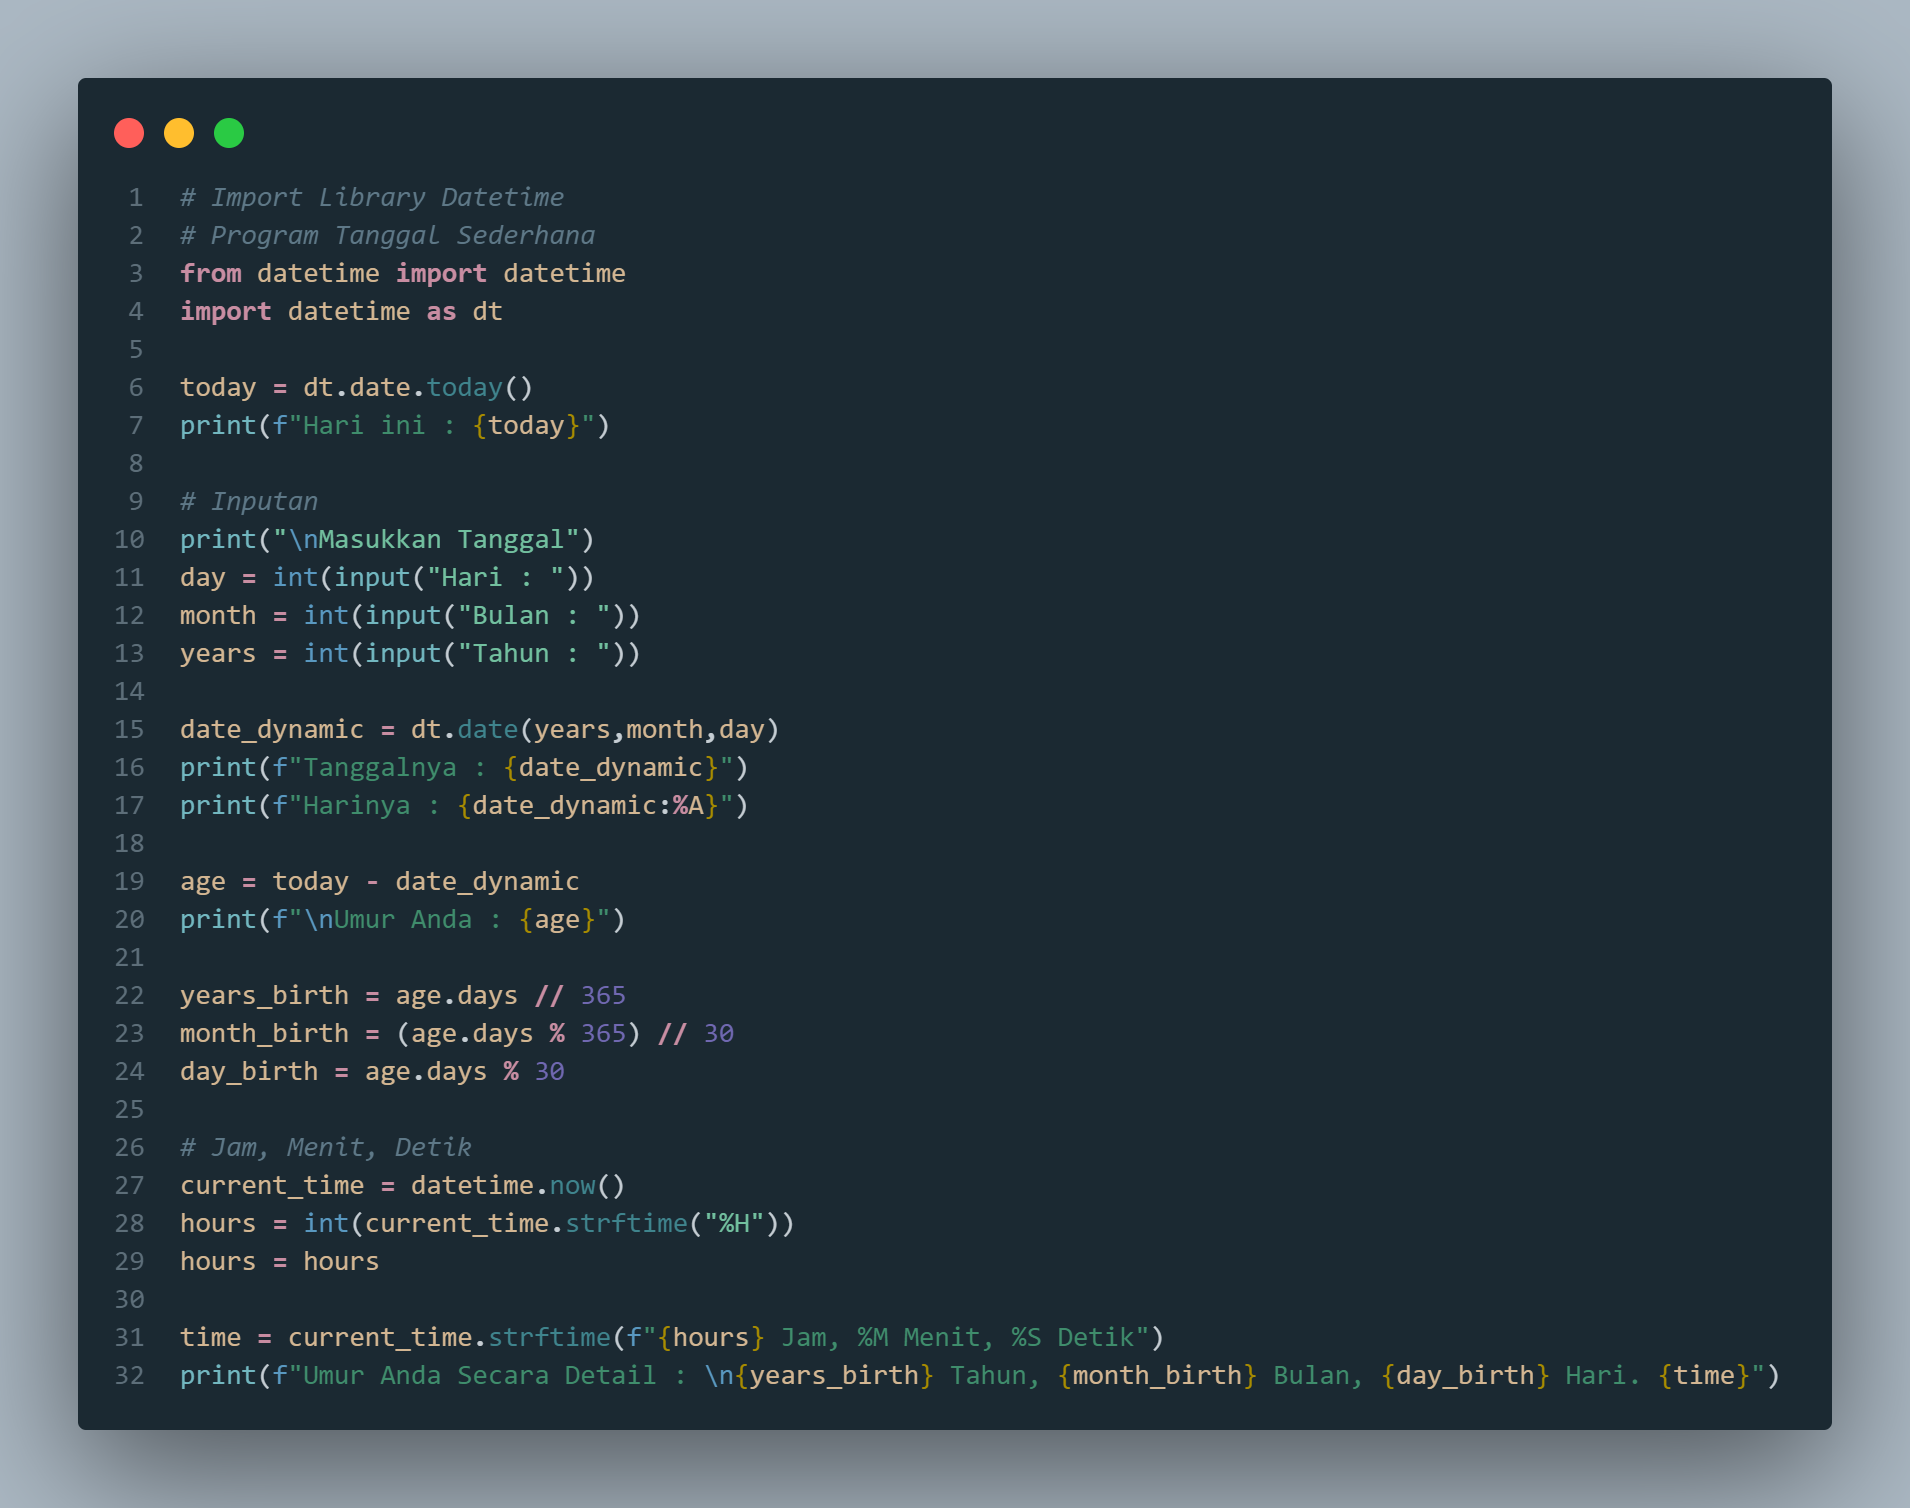 1 # Import Library Datetime
2 # Program Tanggal Sederhana
3 from datetime import datetime
4 import datetime as dt
5
6 today = dt.date.today()
7 print(f"Hari ini : {today}")
8
9 # Inputan
10 print("\nMasukkan Tanggal")
11 day = int(input("Hari : "))
12 month = int(input("Bulan : "))
13 years = int(input("Tahun : "))
14
15 date_dynamic = dt.date(years,month,day)
16 print(f"Tanggalnya : {date_dynamic}")
17 print(f"Harinya : {date_dynamic:%A}")
18
19 age = today - date_dynamic
20 print(f"\nUmur Anda : {age}")
21
22 years_birth = age.days // 365
23 month_birth = (age.days % 365) // 30
24 day_birth = age.days % 30
25
26 # Jam, Menit, Detik
27 current_time = datetime.now()
28 hours = int(current_time.strftime("%H"))
29 hours = hours
30
31 time = current_time.strftime(f"{hours} Jam, %M Menit, %S Detik")
32 print(f"Umur Anda Secara Detail : \n{years_birth} Tahun, {month_birth} Bulan, {day_birth} Hari. {time}")